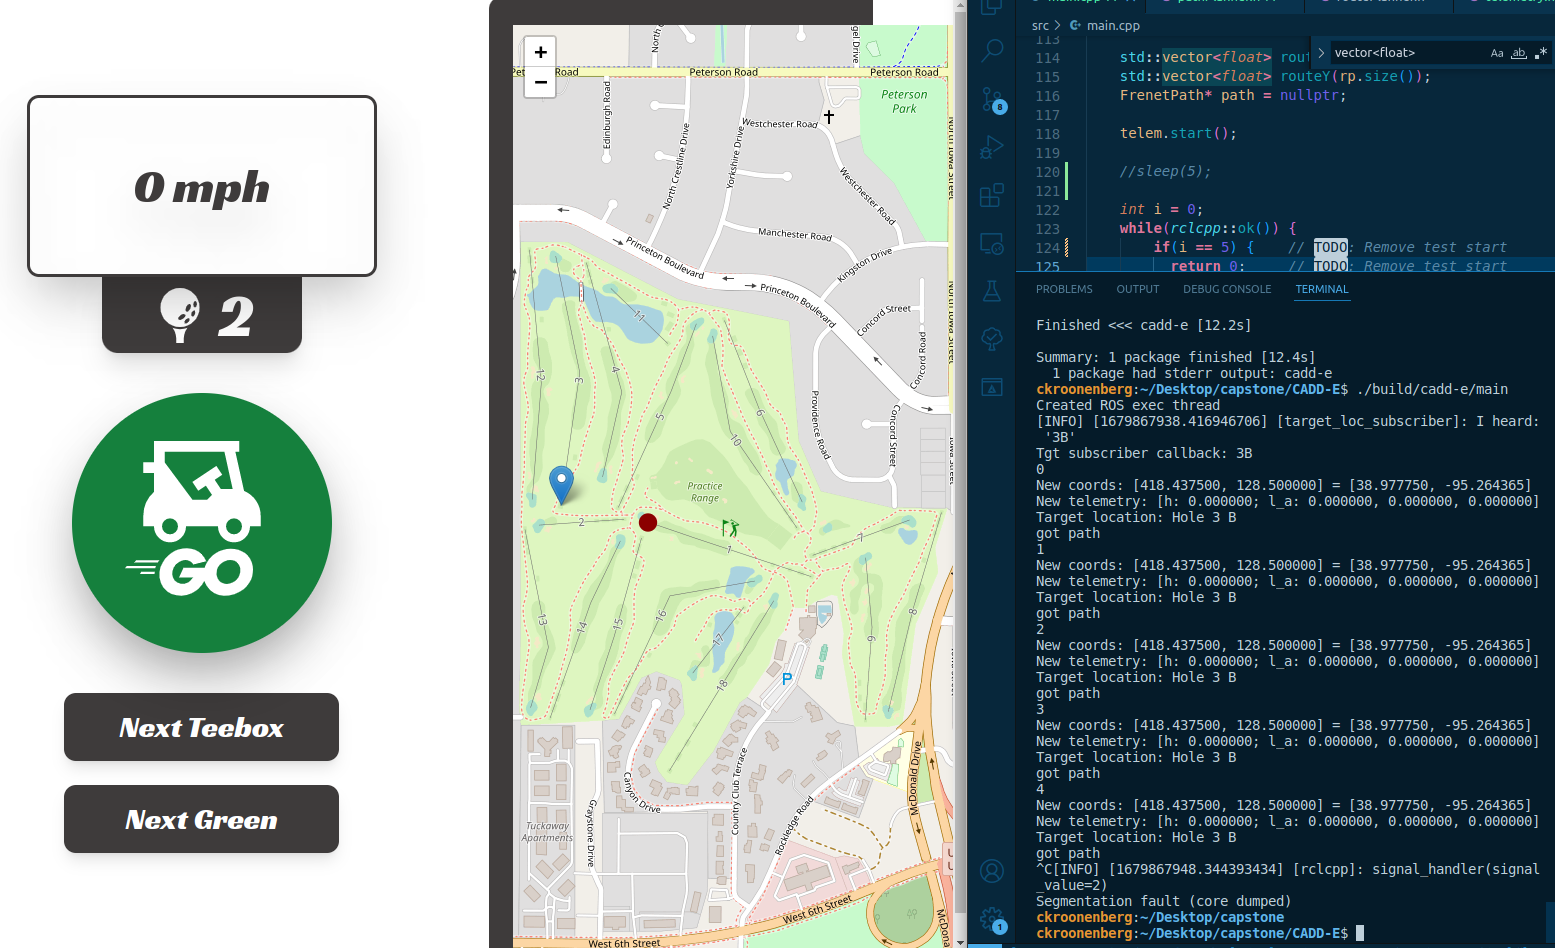 0 mph
2
GO
Next Teebox
Next Green
+
−
Peterson Road
Peterson Road
Peterson Park
Edinburgh Road
North Crestline Drive
Yorkshire Drive
Westchester Road
Westchester Road
Manchester Road
Kingston Drive
Princeton Boulevard
Princeton Boulevard
Concord Street
Concord Road
Providence Road
Concord Street
11
12
3
4
5
6
10
Practice Range
2
1
7
8
9
13
14
15
16
17
18
P
Canyon Drive
Country Club Terrace
Rockledge Road
McDonald Drive
Graystone Drive
Tuckaway Apartments
West 6th Street
West 6th Street
src > main.cpp
vector<float>
Aa ab .*
113
114 std::vector<float> rout
115 std::vector<float> routeY(rp.size());
116 FrenetPath* path = nullptr;
117
118 telem.start();
119
120 //sleep(5);
121
122 int i = 0;
123 while(rclcpp::ok()) {
124 if(i == 5) { // TODO: Remove test start
125 return 0; // TODO: Remove test start
8
PROBLEMS OUTPUT DEBUG CONSOLE TERMINAL
Finished <<< cadd-e [12.2s]
Summary: 1 package finished [12.4s]
1 package had stderr output: cadd-e
ckroonenberg:~/Desktop/capstone/CADD-E$ ./build/cadd-e/main
Created ROS exec thread
[INFO] [1679867938.416946706] [target_loc_subscriber]: I heard:
'3B'
Tgt subscriber callback: 3B
0
New coords: [418.437500, 128.500000] = [38.977750, -95.264365]
New telemetry: [h: 0.000000; l_a: 0.000000, 0.000000, 0.000000]
Target location: Hole 3 B
got path
1
New coords: [418.437500, 128.500000] = [38.977750, -95.264365]
New telemetry: [h: 0.000000; l_a: 0.000000, 0.000000, 0.000000]
Target location: Hole 3 B
got path
2
New coords: [418.437500, 128.500000] = [38.977750, -95.264365]
New telemetry: [h: 0.000000; l_a: 0.000000, 0.000000, 0.000000]
Target location: Hole 3 B
got path
3
New coords: [418.437500, 128.500000] = [38.977750, -95.264365]
New telemetry: [h: 0.000000; l_a: 0.000000, 0.000000, 0.000000]
Target location: Hole 3 B
got path
4
New coords: [418.437500, 128.500000] = [38.977750, -95.264365]
New telemetry: [h: 0.000000; l_a: 0.000000, 0.000000, 0.000000]
Target location: Hole 3 B
got path
^C[INFO] [1679867948.344393434] [rclcpp]: signal_handler(signal
_value=2)
Segmentation fault (core dumped)
ckroonenberg:~/Desktop/capstone
ckroonenberg:~/Desktop/capstone/CADD-E$
1